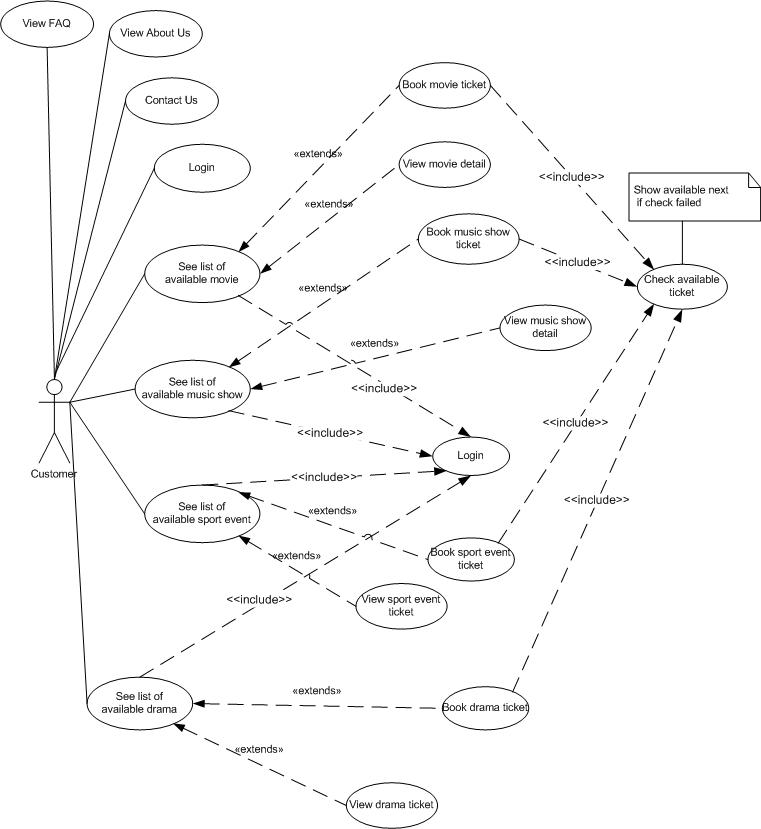 View FAQ
View About Us
Contact Us
Login
Book movie ticket
«extends»
View movie detail
<<include>>
Show available next
if check failed
«extends»
Book music show
ticket
See list of
available movie
<<include>>
Check available
ticket
«extends»
View music show
detail
«extends»
See list of
available music show
<<include>>
<<include>>
<<include>>
Login
Customer
<<include>>
See list of
available sport event
«extends»
<<include>>
Book sport event
ticket
«extends»
View sport event
ticket
<<include>>
See list of
available drama
«extends»
Book drama ticket
«extends»
View drama ticket